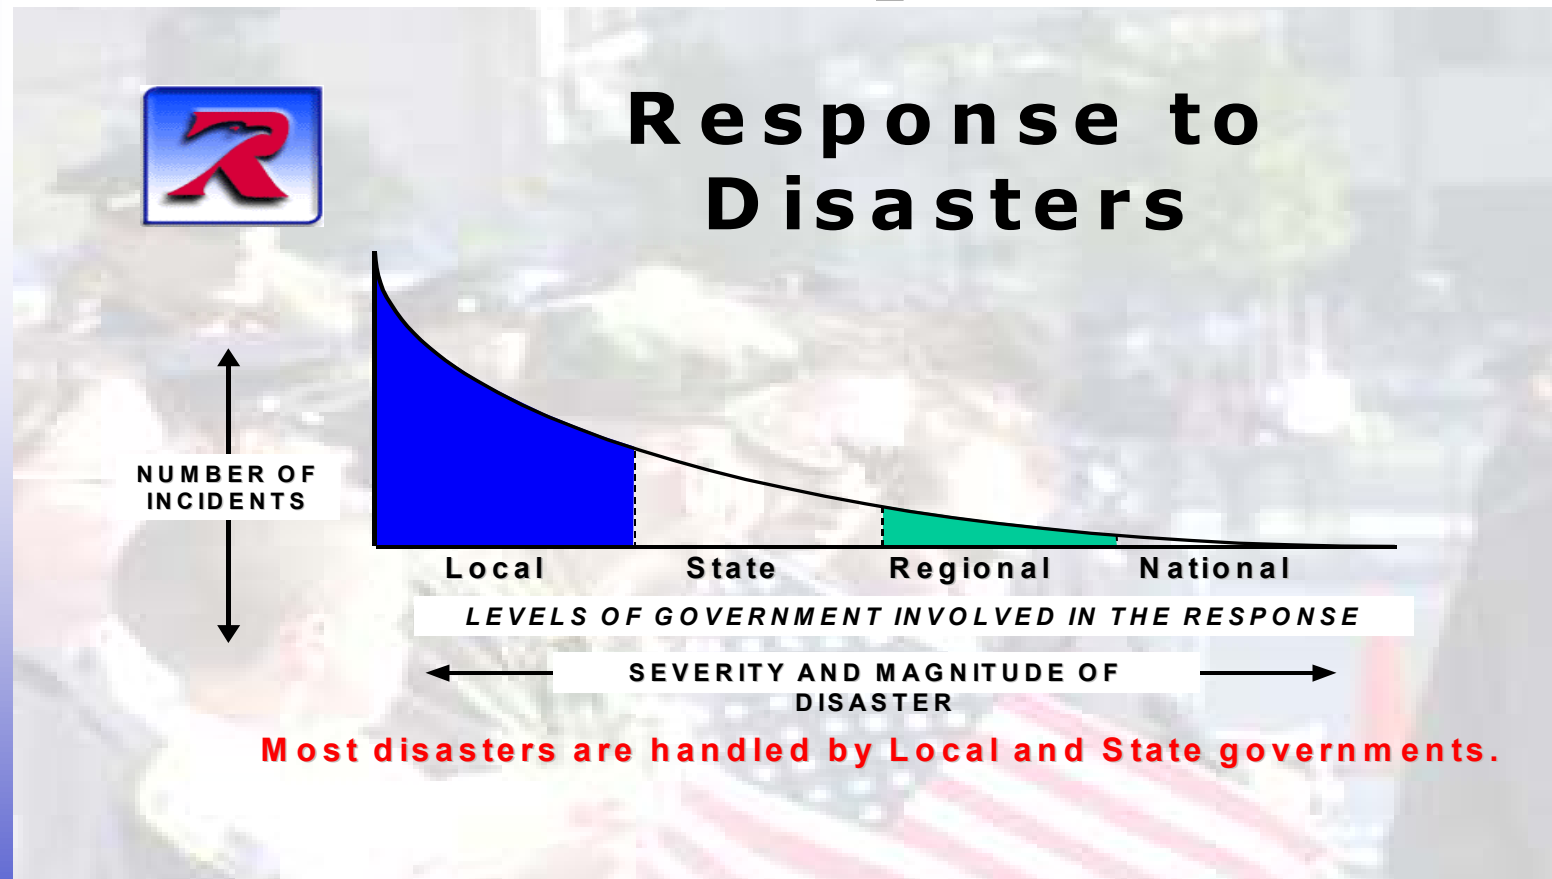 Response to
Disasters
NUMBER OF
INCIDENTS
Local State Regional National
LEVELS OF GOVERNMENT INVOLVED IN THE RESPONSE
SEVERITY AND MAGNITUDE OF
DISASTER
Most disasters are handled by Local and State governments.